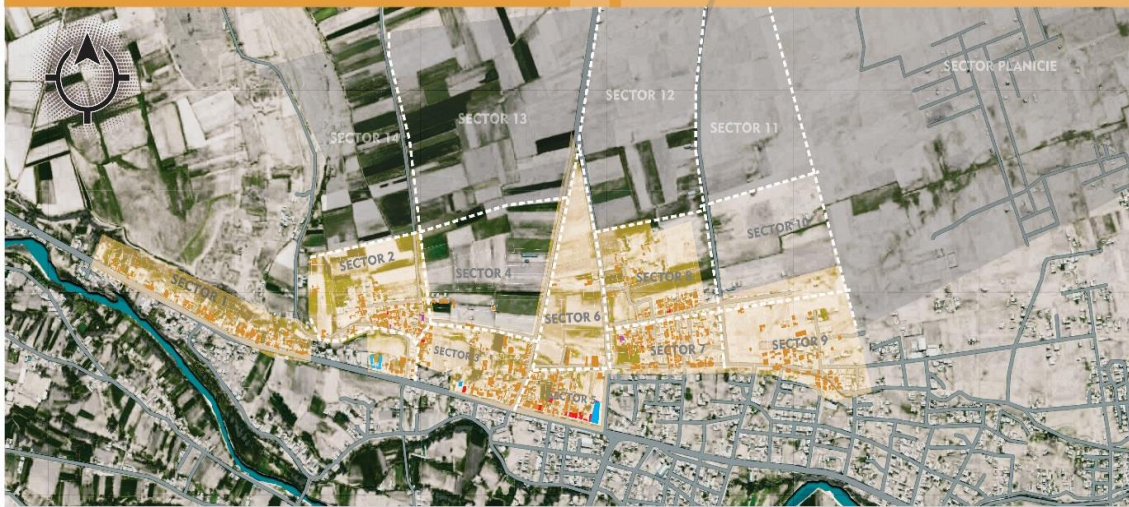 SECTOR PLANICIE
SECTOR 12
SECTOR 13
SECTOR 11
SECTOR 14
SECTOR 10
SECTOR 2
SECTOR 4
SECTOR 8
SECTOR 1
SECTOR 6
SECTOR 9
SECTOR 7
SECTOR 3
SECTOR 5